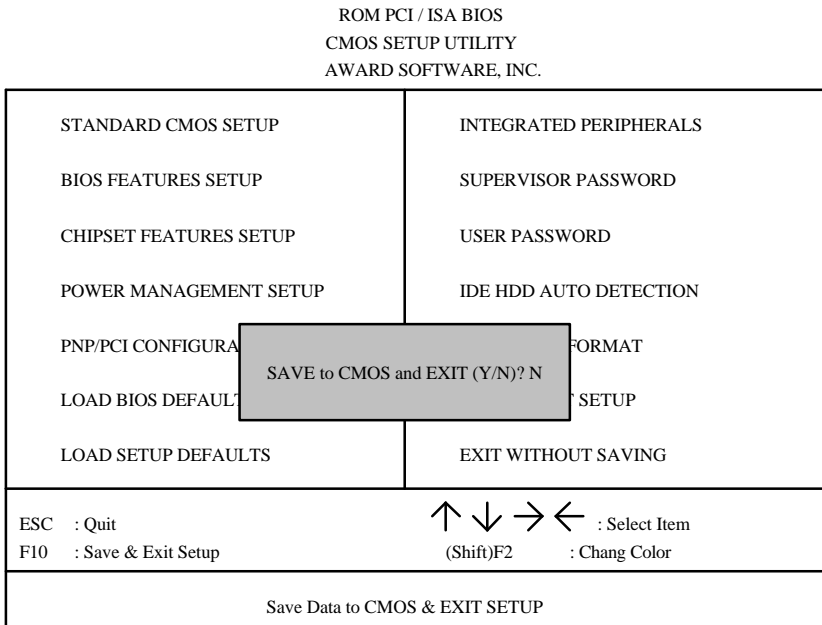 ROM PCI / ISA BIOS
CMOS SETUP UTILITY
AWARD SOFTWARE, INC.
STANDARD CMOS SETUP
INTEGRATED PERIPHERALS
BIOS FEATURES SETUP
SUPERVISOR PASSWORD
CHIPSET FEATURES SETUP
USER PASSWORD
POWER MANAGEMENT SETUP
IDE HDD AUTO DETECTION
PNP/PCI
SAVE to CMOS and EXIT (Y/N)? N
LOAD BIOS
SETUP
LOAD SETUP DEFAULTS
EXIT WITHOUT SAVING
ESC : Quit
: Select Item
F10 : Save & Exit Setup
(Shift)F2 : Chang Color
Save Data to CMOS & EXIT SETUP